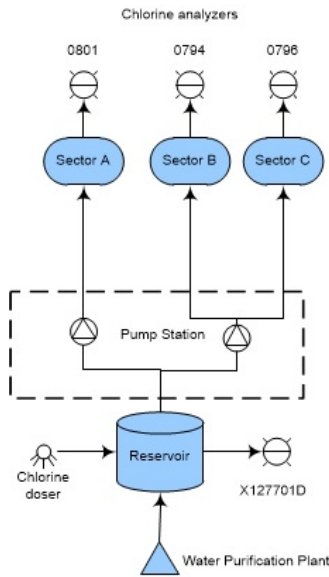 Chlorine analyzers
0801
0794
0796
Sector A
Sector B
Sector C
Pump Station
Reservoir
Chlorine
doser
X127701D
Water Purification Plant